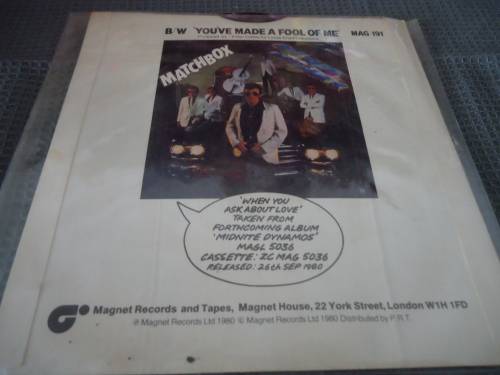 B/W 'YOU'VE MADE A FOOL OF ME' MAG 191
MATCHBOX
'WHEN YOU
ASK ABOUT LOVE'
TAKEN FROM
FORTHCOMING ALBUM
'MIDNITE DYNAMOS'
MAGL 5036
CASSETTE: ZC MAG 5036
RELEASED: 26TH SEP 1980
Magnet Records and Tapes, Magnet House, 22 York Street, London W1H 1FD
℗ Magnet Records Ltd 1980 © Magnet Records Ltd 1980 Distributed by P.R.T.